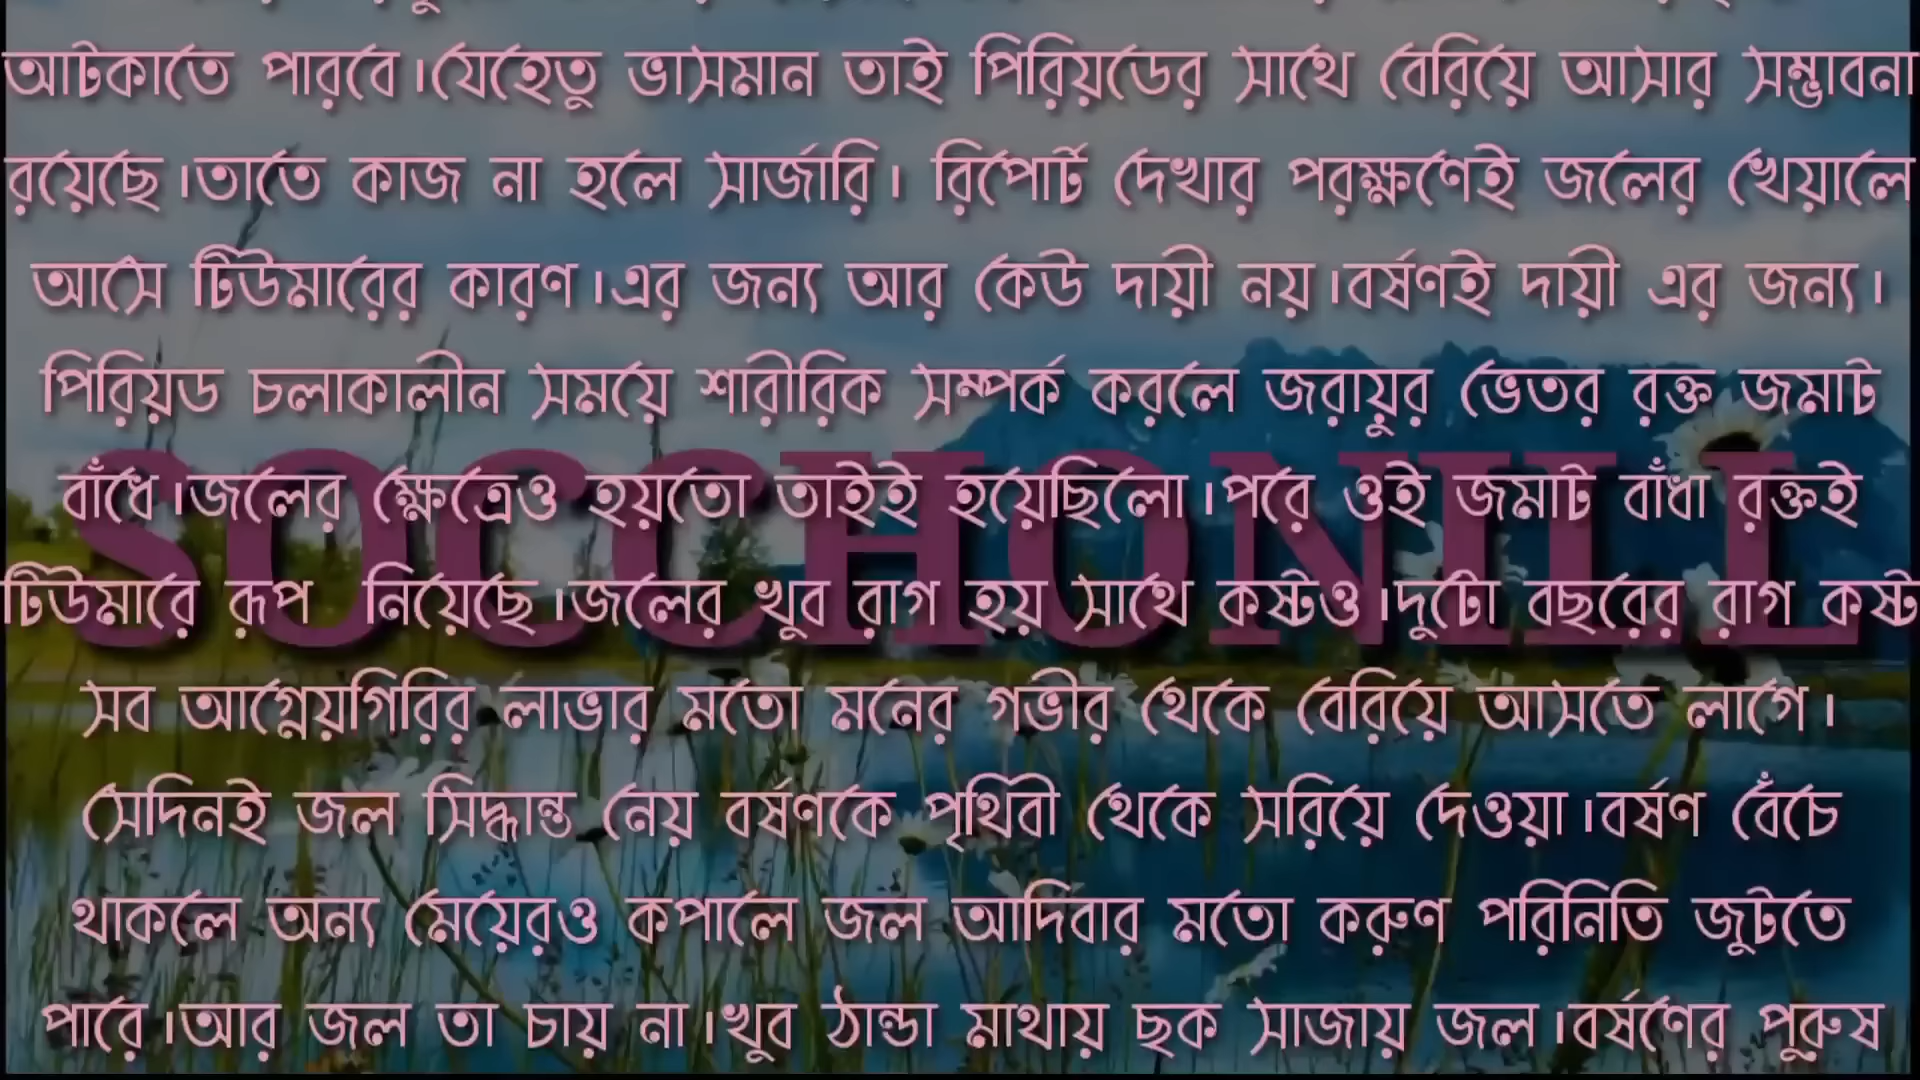 আটকাতে পারবে।যেহেতু ভাসমান তাই পিরিয়ডের সাথে বেরিয়ে আসার সম্ভাবনা
রয়েছে।তাতে কাজ না হলে সার্জারি। রিপোর্ট দেখার পরক্ষণেই জলের খেয়ালে
আসে টিউমারের কারণ।এর জন্য আর কেউ দায়ী নয়।বর্ষণই দায়ী এর জন্য।
পিরিয়ড চলাকালীন সময়ে শারীরিক সম্পর্ক করলে জরায়ুর ভেতর রক্ত জমাট
বাঁধে।জলের ক্ষেত্রেও হয়তো তাইই হয়েছিলো।পরে ওই জমাট বাঁধা রক্তই
SOCCHONIIL
টিউমারে রূপ নিয়েছে।জলের খুব রাগ হয় সাথে কষ্টও।দুটো বছরের রাগ কষ্ট
সব আগ্নেয়গিরির লাভার মতো মনের গভীর থেকে বেরিয়ে আসতে লাগে।
সেদিনই জল সিদ্ধান্ত নেয় বর্ষণকে পৃথিবী থেকে সরিয়ে দেওয়া।বর্ষণ বেঁচে
থাকলে অন্য মেয়েরও কপালে জল আদিবার মতো করুণ পরিনিতি জুটতে
পারে।আর জল তা চায় না।খুব ঠান্ডা মাথায় ছক সাজায় জল।বর্ষণের পুরুষ